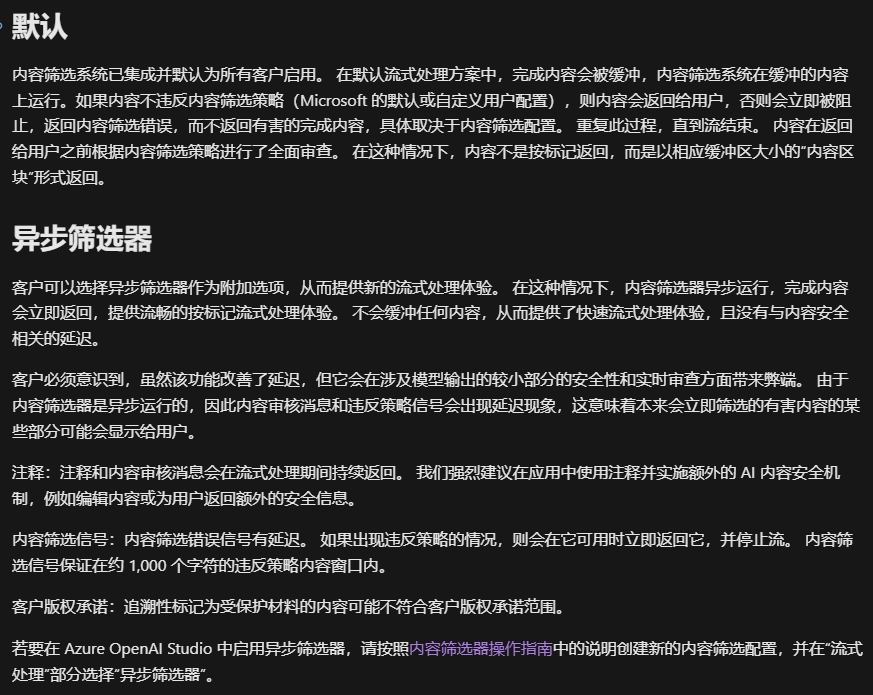 默认
内容筛选系统已集成并默认为所有客户启用。 在默认流式处理方案中，完成内容会被缓冲，内容筛选系统在缓冲的内容
上运行。如果内容不违反内容筛选策略（Microsoft 的默认或自定义用户配置），则内容会返回给用户，否则会立即被阻
止，返回内容筛选错误，而不返回有害的完成内容，具体取决于内容筛选配置。 重复此过程，直到流结束。 内容在返回
给用户之前根据内容筛选策略进行了全面审查。 在这种情况下，内容不是按标记返回，而是以相应缓冲区大小的“内容区
块”形式返回。
异步筛选器
客户可以选择异步筛选器作为附加选项，从而提供新的流式处理体验。 在这种情况下，内容筛选器异步运行，完成内容
会立即返回，提供流畅的按标记流式处理体验。 不会缓冲任何内容，从而提供了快速流式处理体验，且没有与内容安全
相关的延迟。
客户必须意识到，虽然该功能改善了延迟，但它会在涉及模型输出的较小部分的安全性和实时审查方面带来弊端。 由于
内容筛选器是异步运行的，因此内容审核消息和违反策略信号会出现延迟现象，这意味着本来会立即筛选的有害内容的某
些部分可能会显示给用户。
注释：注释和内容审核消息会在流式处理期间持续返回。 我们强烈建议在应用中使用注释并实施额外的 AI 内容安全机
制，例如编辑内容或为用户返回额外的安全信息。
内容筛选信号：内容筛选错误信号有延迟。 如果出现违反策略的情况，则会在它可用时立即返回它，并停止流。 内容筛
选信号保证在约 1,000 个字符的违反策略内容窗口内。
客户版权承诺：追溯性标记为受保护材料的内容可能不符合客户版权承诺范围。
若要在 Azure OpenAI Studio 中启用异步筛选器，请按照内容筛选器操作指南中的说明创建新的内容筛选配置，并在“流式
处理”部分选择“异步筛选器”。